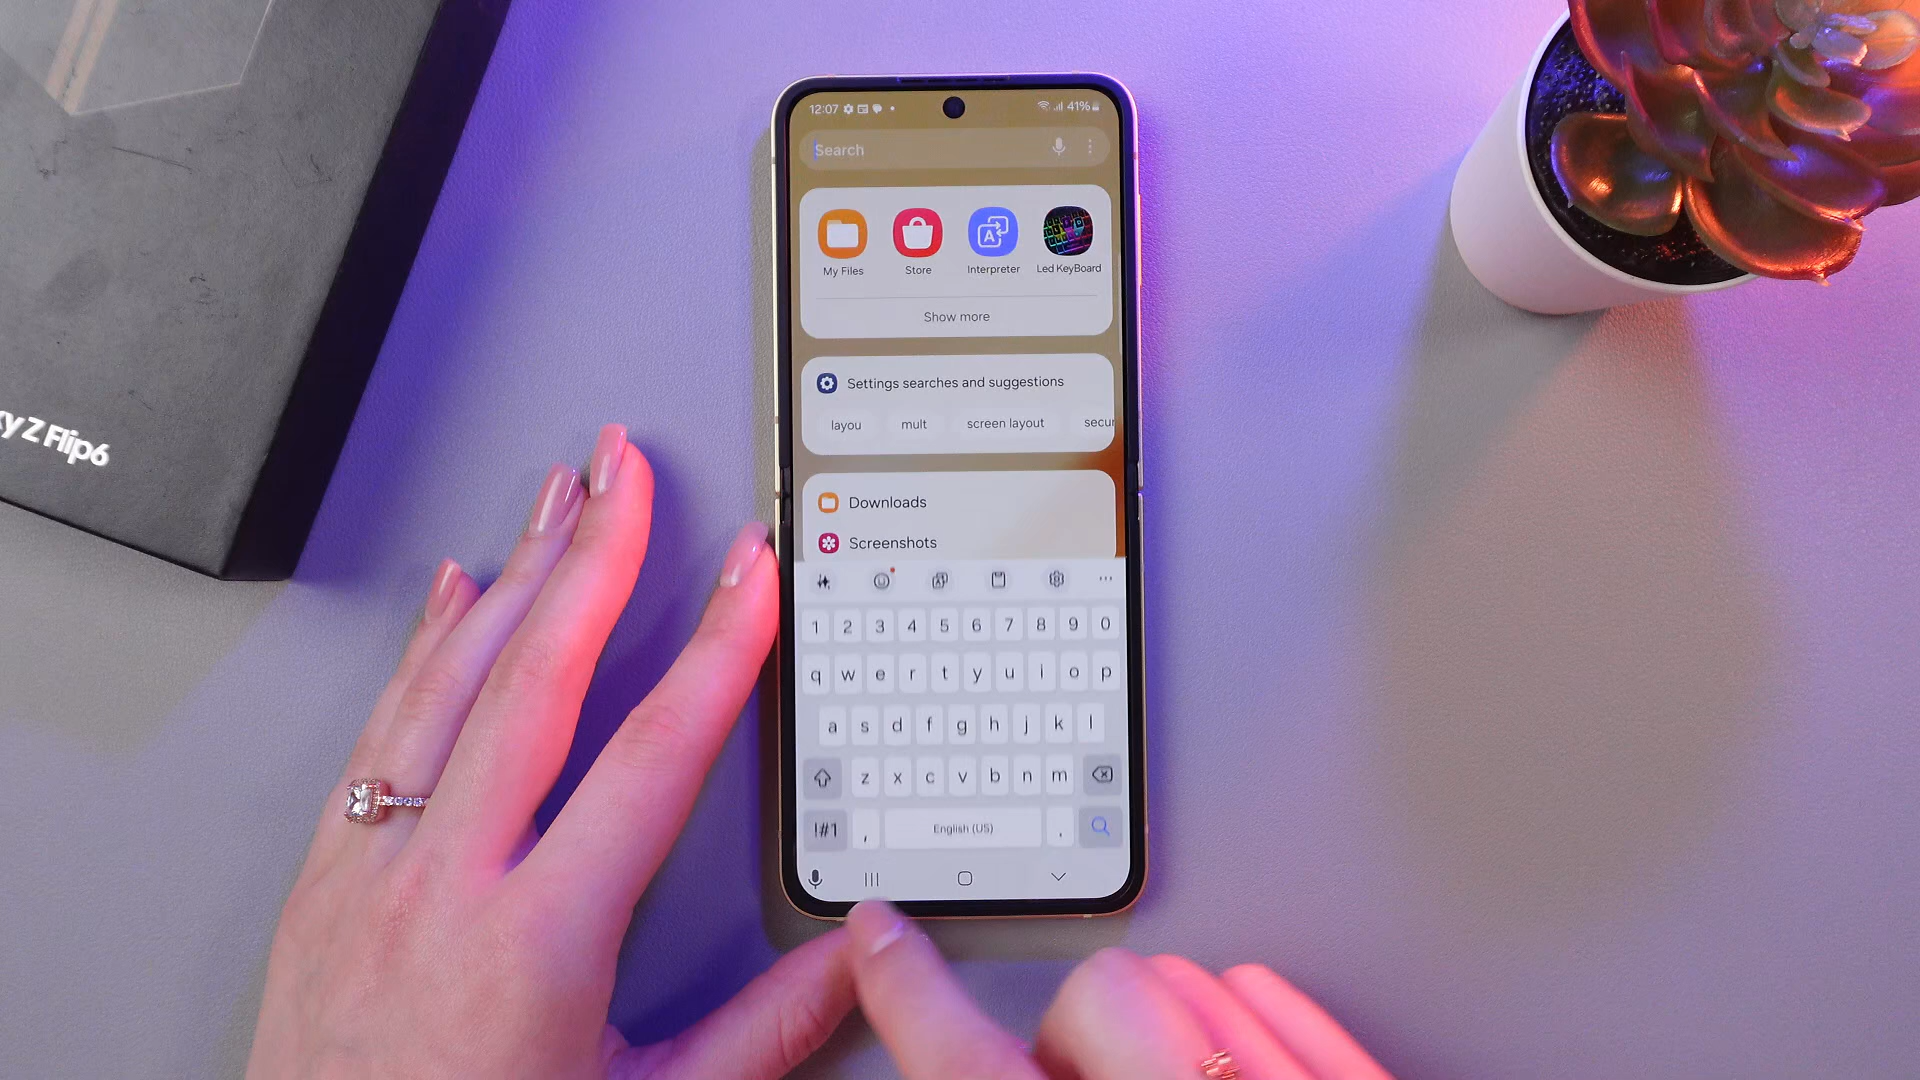 12:07
41%
Search
My Files
Store
Interpreter
Led KeyBoard
Show more
Settings searches and suggestions
layou
mult
screen layout
secur
Downloads
Screenshots
1 2 3 4 5 6 7 8 9 0
q w e r t y u i o p
a s d f g h j k l
z x c v b n m
!#1 , English (US) .
y Z Flip6